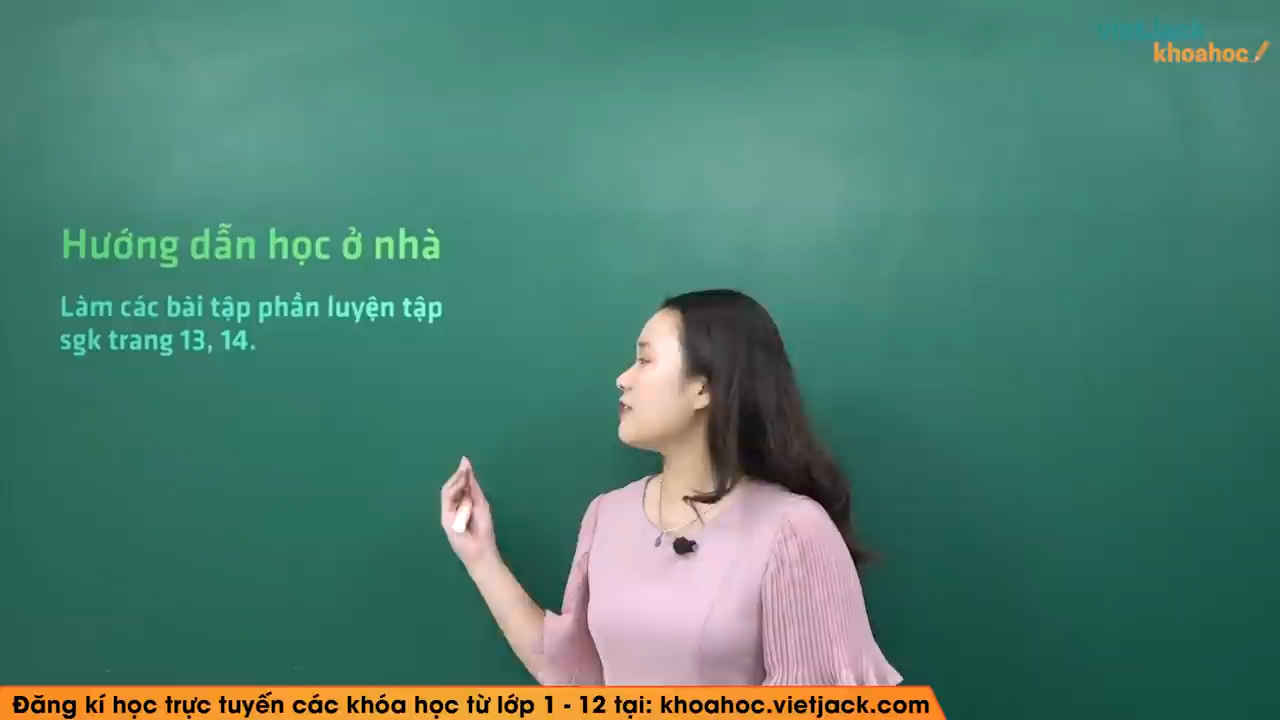 vietjack
khoahoc
Hướng dẫn học ở nhà
Làm các bài tập phần luyện tập
sgk trang 13, 14.
Đăng kí học trực tuyến các khóa học từ lớp 1 - 12 tại: khoahoc.vietjack.com